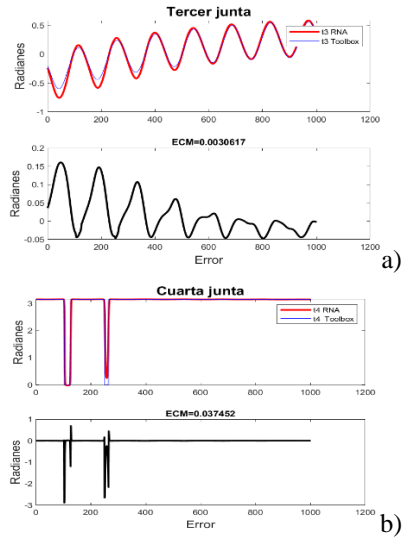 Tercer junta
0.5
0
-0.5
-1
Radianes
t3 RNA
t3 Toolbox
0 200 400 600 800 1000 1200
ECM=0.0030617
0.2
0.15
0.1
0.05
0
-0.05
Radianes
0 200 400 600 800 1000 1200
Error
a)
Cuarta junta
3
2
1
0
Radianes
t4 RNA
t4 Toolbox
0 200 400 600 800 1000 1200
ECM=0.037452
1
0
-1
-2
-3
Radianes
0 200 400 600 800 1000 1200
Error
b)